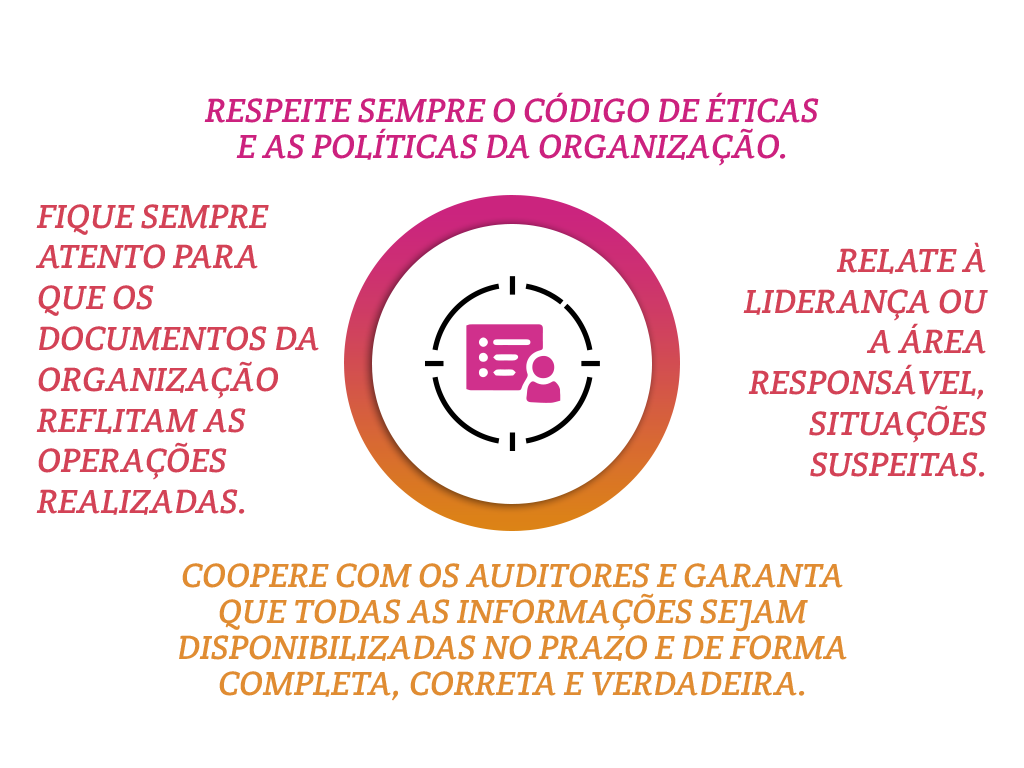 RESPEITE SEMPRE O CÓDIGO DE ÉTICAS
E AS POLÍTICAS DA ORGANIZAÇÃO.
FIQUE SEMPRE
ATENTO PARA
QUE OS
DOCUMENTOS DA
ORGANIZAÇÃO
REFLITAM AS
OPERAÇÕES
REALIZADAS.
RELATE À
LIDERANÇA OU
A ÁREA
RESPONSÁVEL,
SITUAÇÕES
SUSPEITAS.
COOPERE COM OS AUDITORES E GARANTA
QUE TODAS AS INFORMAÇÕES SEJAM
DISPONIBILIZADAS NO PRAZO E DE FORMA
COMPLETA, CORRETA E VERDADEIRA.